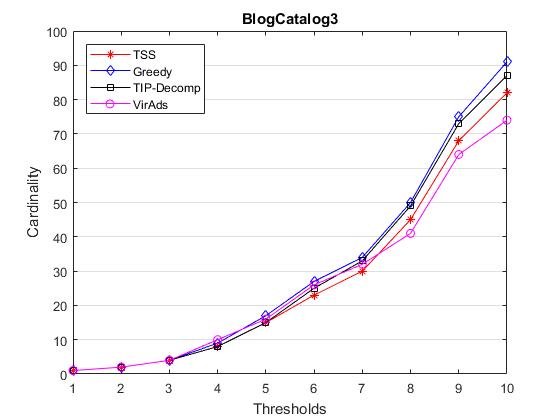 BlogCatalog3
TSS
Greedy
TIP-Decomp
VirAds
Cardinality
100
90
80
70
60
50
40
30
20
10
0
1 2 3 4 5 6 7 8 9 10
Thresholds